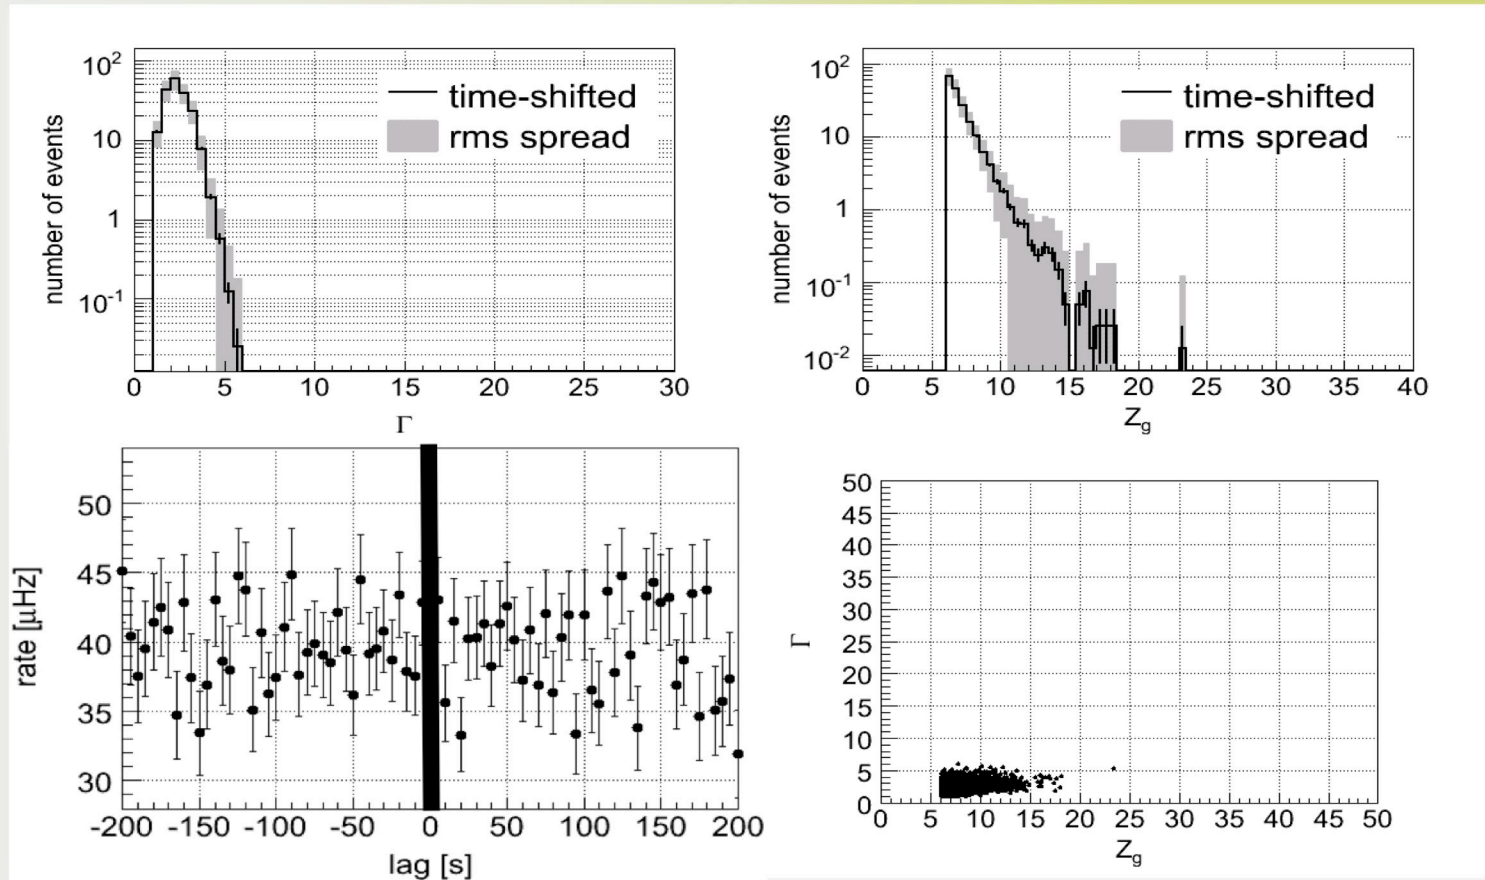 number of events
10²
10
1
10⁻¹
time-shifted
rms spread
0 5 10 15 20 25 30
Γ
number of events
10²
10
1
10⁻¹
10⁻²
time-shifted
rms spread
0 5 10 15 20 25 30 35 40
Z_g
rate [μHz]
50
45
40
35
30
-200 -150 -100 -50 0 50 100 150 200
lag [s]
Γ
50
45
40
35
30
25
20
15
10
5
0
0 5 10 15 20 25 30 35 40 45 50
Z_g